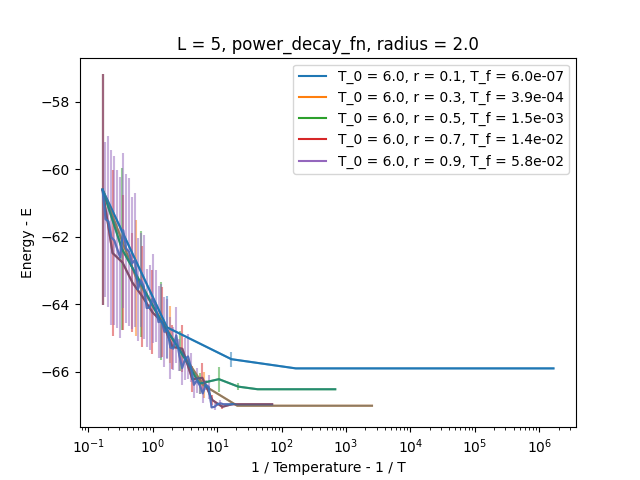 L = 5, power_decay_fn, radius = 2.0
T_0 = 6.0, r = 0.1, T_f = 6.0e-07
T_0 = 6.0, r = 0.3, T_f = 3.9e-04
T_0 = 6.0, r = 0.5, T_f = 1.5e-03
T_0 = 6.0, r = 0.7, T_f = 1.4e-02
T_0 = 6.0, r = 0.9, T_f = 5.8e-02
Energy - E
−58
−60
−62
−64
−66
10⁻¹ 10⁰ 10¹ 10² 10³ 10⁴ 10⁵ 10⁶
1 / Temperature - 1 / T